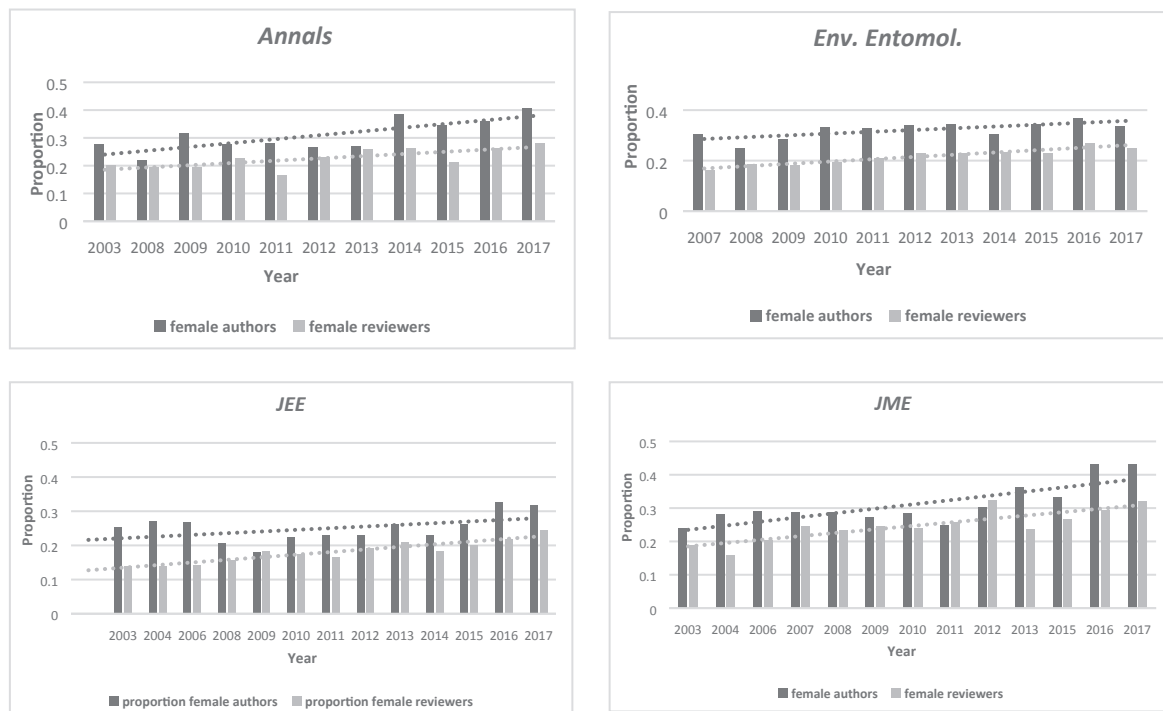 Annals
0.5
0.4
0.3
0.2
0.1
0
Proportion
2003 2008 2009 2010 2011 2012 2013 2014 2015 2016 2017
Year
female authors female reviewers
Env. Entomol.
0.4
0.2
0
Proportion
2007 2008 2009 2010 2011 2012 2013 2014 2015 2016 2017
Year
female authors female reviewers
JEE
0.5
0.4
0.3
0.2
0.1
0
Proportion
2003 2004 2006 2008 2009 2010 2011 2012 2013 2014 2015 2016 2017
Year
proportion female authors proportion female reviewers
JME
0.5
0.4
0.3
0.2
0.1
0
Proportion
2003 2004 2006 2007 2008 2009 2010 2011 2012 2013 2015 2016 2017
Year
female authors female reviewers